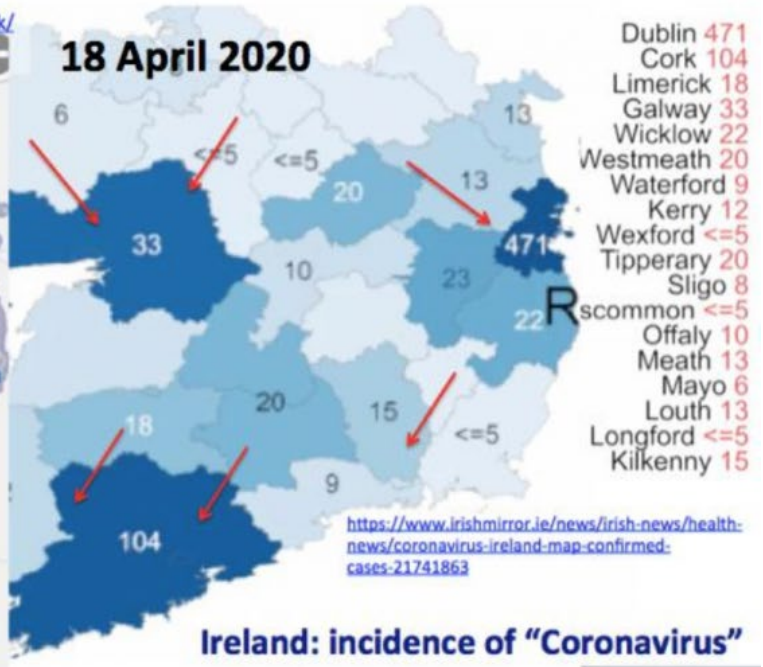 k/
18 April 2020
6
<=5
<=5
13
20
13
33
471
10
23
22
18
20
15
<=5
9
104
Dublin 471
Cork 104
Limerick 18
Galway 33
Wicklow 22
Westmeath 20
Waterford 9
Kerry 12
Wexford <=5
Tipperary 20
Sligo 8
Rscommon <=5
Offaly 10
Meath 13
Mayo 6
Louth 13
Longford <=5
Kilkenny 15
https://www.irishmirror.ie/news/irish-news/health-
news/coronavirus-ireland-map-confirmed-
cases-21741863
Ireland: incidence of “Coronavirus”